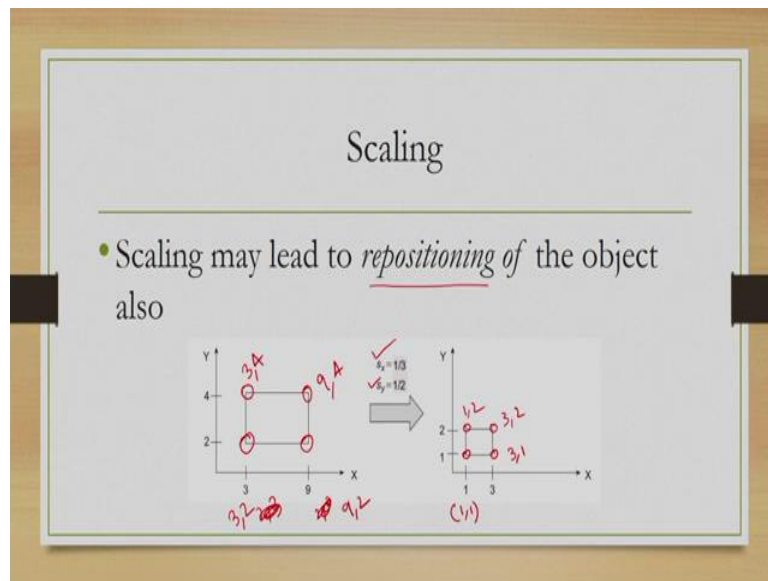 Scaling
• Scaling may lead to repositioning of the object
also
Y
3,4
9,4
4
2
3
9
X
3,2
9,2
sx=1/3
sy=1/2
Y
1,2
3,2
2
1
3,1
1
3
X
(1,1)